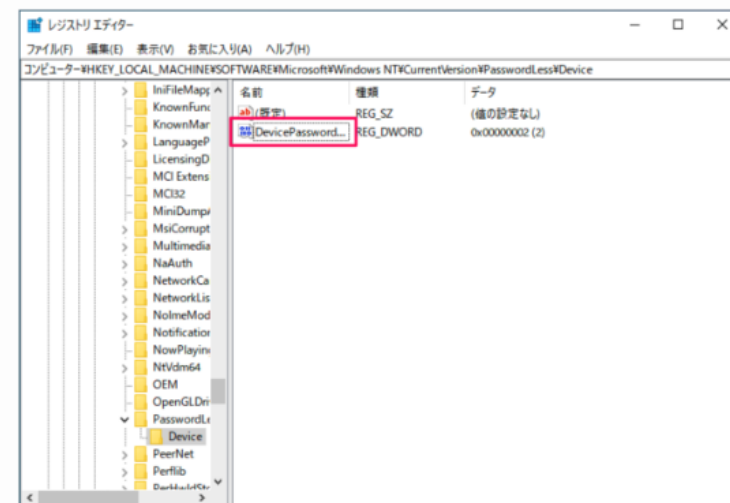 レジストリ エディター
ファイル(F) 編集(E) 表示(V) お気に入り(A) ヘルプ(H)
コンピューター¥HKEY_LOCAL_MACHINE¥SOFTWARE¥Microsoft¥Windows NT¥CurrentVersion¥PasswordLess¥Device
IniFileMapp
KnownFunc
KnownMan
LanguageP
LicensingD
MCI Extens
MCI32
MiniDumpA
MsiCorrupt
Multimedia
NaAuth
NetworkCa
NetworkLis
NoImeMod
Notification
NowPlayin
NtVdm64
OEM
OpenGLDri
PasswordLe
Device
PeerNet
Perflib
PerHwIdSto
名前 種類 データ
(既定) REG_SZ (値の設定なし)
DevicePassword... REG_DWORD 0x00000002 (2)